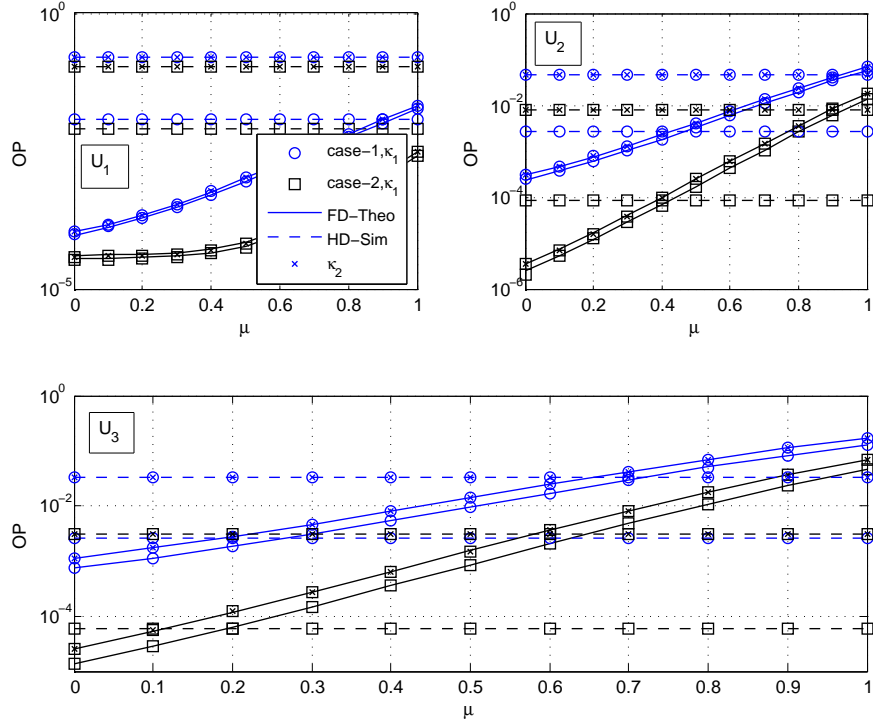 10^0
OP
10^-5
U_1
case-1,κ_1
case-2,κ_1
FD-Theo
HD-Sim
κ_2
0 0.2 0.4 0.6 0.8 1
μ
10^0
10^-2
10^-4
10^-6
OP
U_2
0 0.2 0.4 0.6 0.8 1
μ
10^0
10^-2
10^-4
OP
U_3
0 0.1 0.2 0.3 0.4 0.5 0.6 0.7 0.8 0.9 1
μ